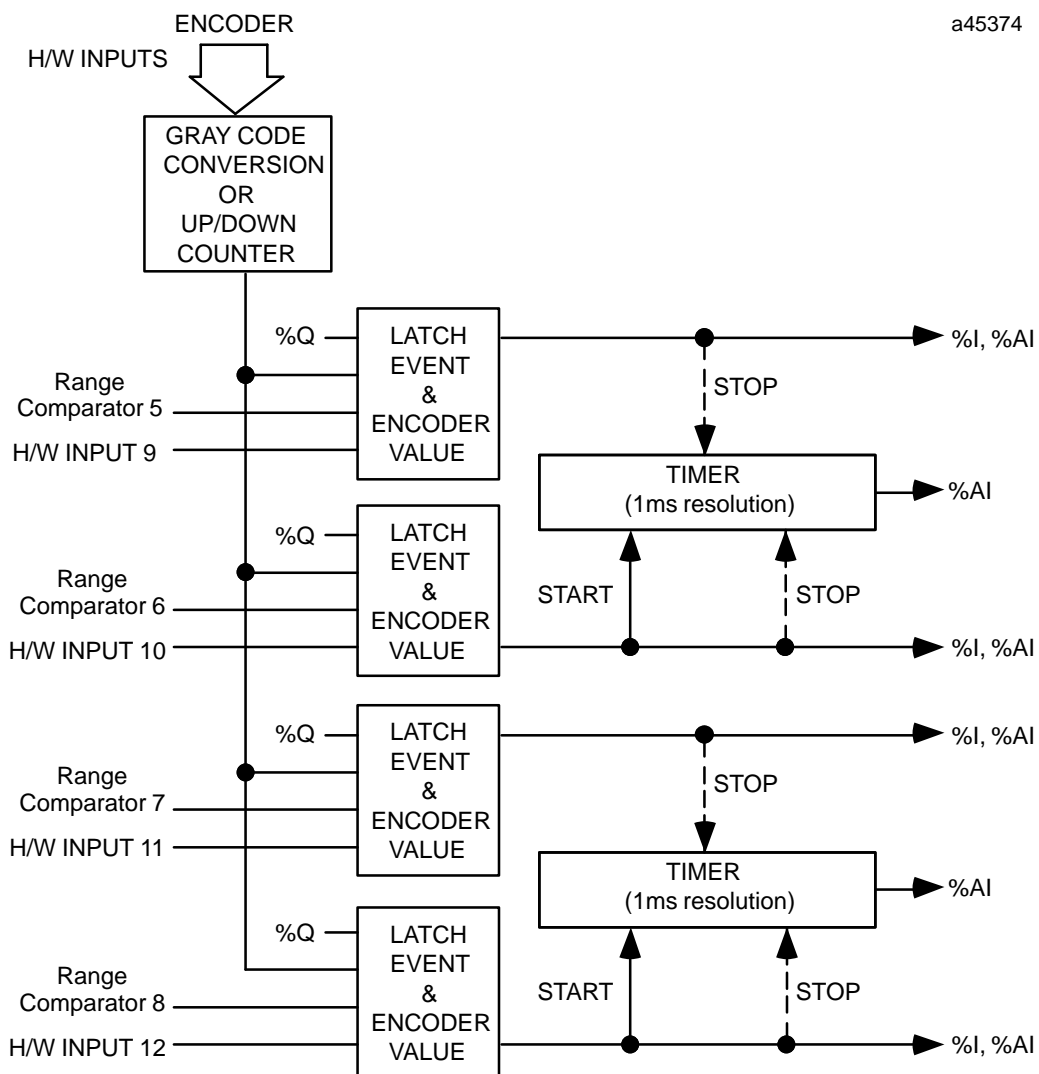 ENCODER
a45374
H/W INPUTS
GRAY CODE
CONVERSION
OR
UP/DOWN
COUNTER
%Q
LATCH
EVENT
&
ENCODER
VALUE
Range
Comparator 5
H/W INPUT 9
STOP
%I, %AI
TIMER
(1ms resolution)
%AI
%Q
LATCH
EVENT
&
ENCODER
VALUE
Range
Comparator 6
H/W INPUT 10
START
STOP
%I, %AI
%Q
LATCH
EVENT
&
ENCODER
VALUE
Range
Comparator 7
H/W INPUT 11
STOP
%I, %AI
TIMER
(1ms resolution)
%AI
%Q
LATCH
EVENT
&
ENCODER
VALUE
Range
Comparator 8
H/W INPUT 12
START
STOP
%I, %AI